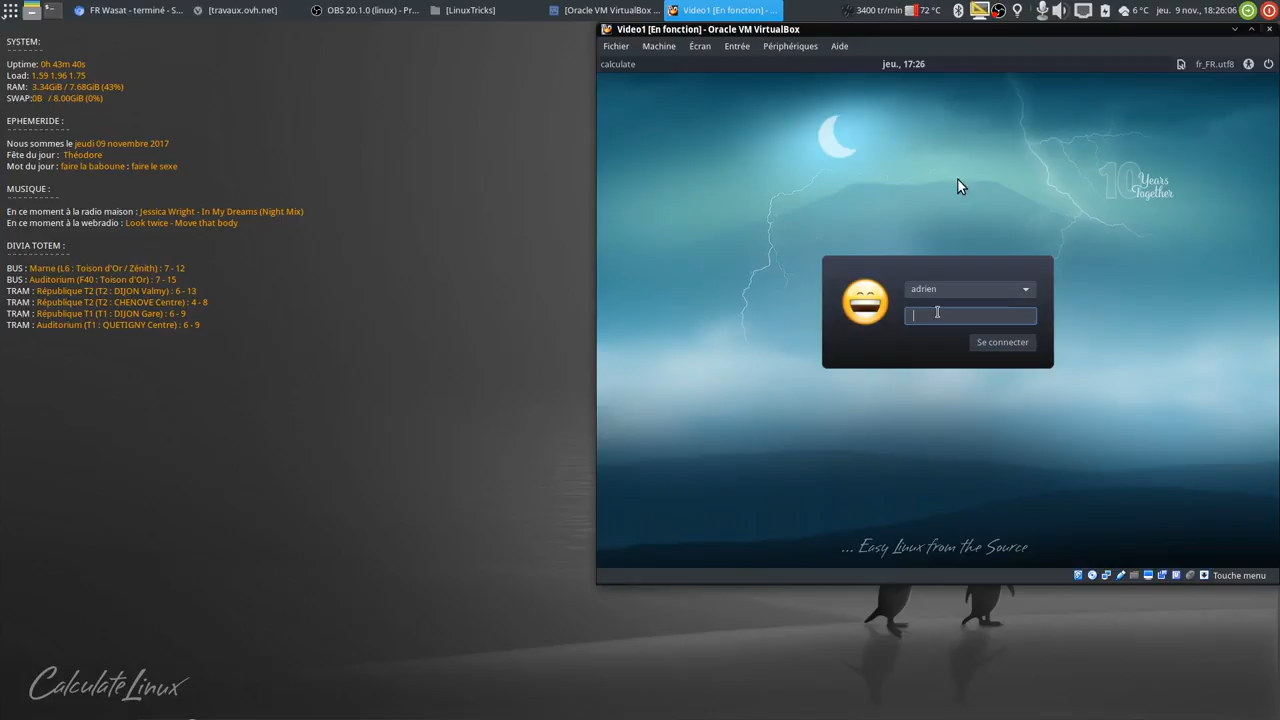 FR Wasat - terminé - S...
[travaux.ovh.net]
OBS 20.1.0 (linux) - Pr...
[LinuxTricks]
[Oracle VM VirtualBox ...
Video1 [En fonction] - ...
3400 tr/min
72 °C
6 °C
jeu. 9 nov., 18:26:06
SYSTEM:
Uptime: 0h 43m 40s
Load: 1.59 1.96 1.75
RAM: 3.34GiB / 7.68GiB (43%)
SWAP:0B / 8.00GiB (0%)
EPHEMERIDE :
Nous sommes le jeudi 09 novembre 2017
Fête du jour : Théodore
Mot du jour : faire la baboune : faire le sexe
MUSIQUE :
En ce moment à la radio maison : Jessica Wright - In My Dreams (Night Mix)
En ce moment à la webradio : Look twice - Move that body
DIVIA TOTEM :
BUS : Marne (L6 : Toison d'Or / Zénith) : 7 - 12
BUS : Auditorium (F40 : Toison d'Or) : 7 - 15
TRAM : République T2 (T2 : DIJON Valmy) : 6 - 13
TRAM : République T2 (T2 : CHENOVE Centre) : 4 - 8
TRAM : République T1 (T1 : DIJON Gare) : 6 - 9
TRAM : Auditorium (T1 : QUETIGNY Centre) : 6 - 9
Calculate Linux
Video1 [En fonction] - Oracle VM VirtualBox
Fichier Machine Écran Entrée Périphériques Aide
calculate
jeu., 17:26
fr_FR.utf8
10 Years
Together
adrien
Se connecter
... Easy Linux from the Source
Touche menu